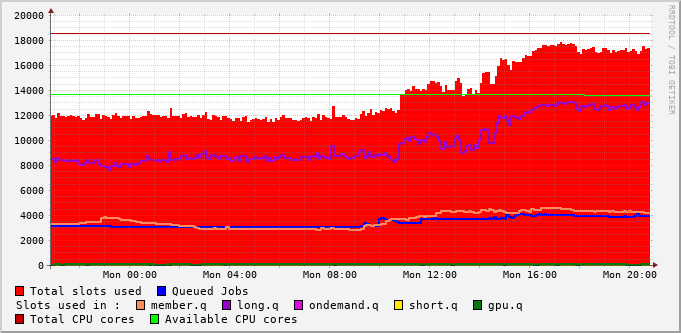 20000
18000
16000
14000
12000
10000
8000
6000
4000
2000
0
Mon 00:00 Mon 04:00 Mon 08:00 Mon 12:00 Mon 16:00 Mon 20:00
Total slots used Queued Jobs
Slots used in : member.q long.q ondemand.q short.q gpu.q
Total CPU cores Available CPU cores
RRDTOOL / TOBI OETIKER